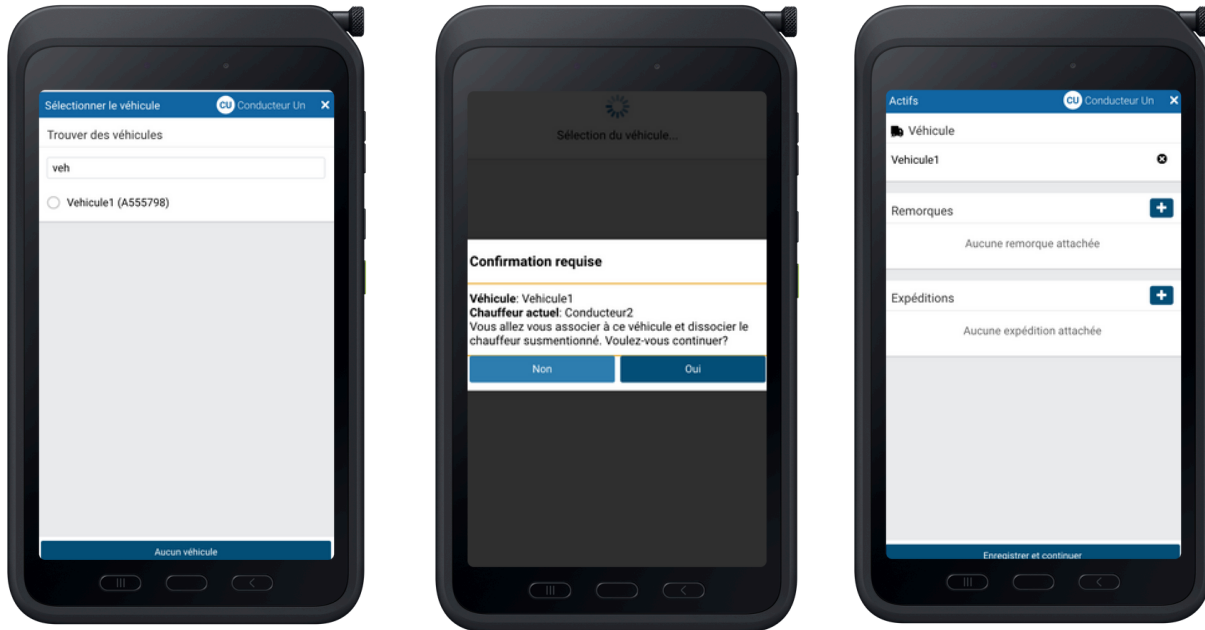 Sélectionner le véhicule CU Conducteur Un ×
Trouver des véhicules
veh
Vehicule1 (A555798)
Aucun véhicule
Sélection du véhicule...
Confirmation requise
Véhicule: Vehicule1
Chauffeur actuel: Conducteur2
Vous allez vous associer à ce véhicule et dissocier le
chauffeur susmentionné. Voulez-vous continuer?
Non Oui
Actifs CU Conducteur Un ×
Véhicule
Vehicule1
Remorques +
Aucune remorque attachée
Expéditions +
Aucune expédition attachée
Enregistrer et continuer